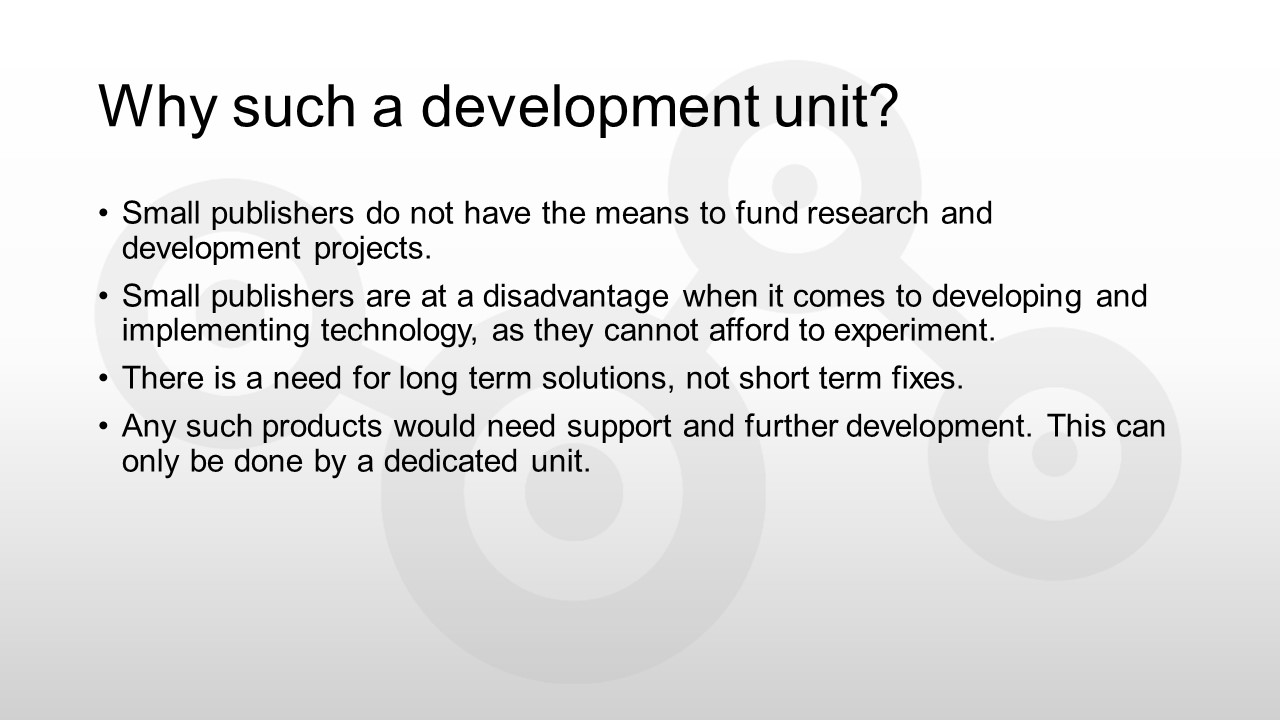 Why such a development unit?
• Small publishers do not have the means to fund research and
development projects.
• Small publishers are at a disadvantage when it comes to developing and
implementing technology, as they cannot afford to experiment.
• There is a need for long term solutions, not short term fixes.
• Any such products would need support and further development. This can
only be done by a dedicated unit.